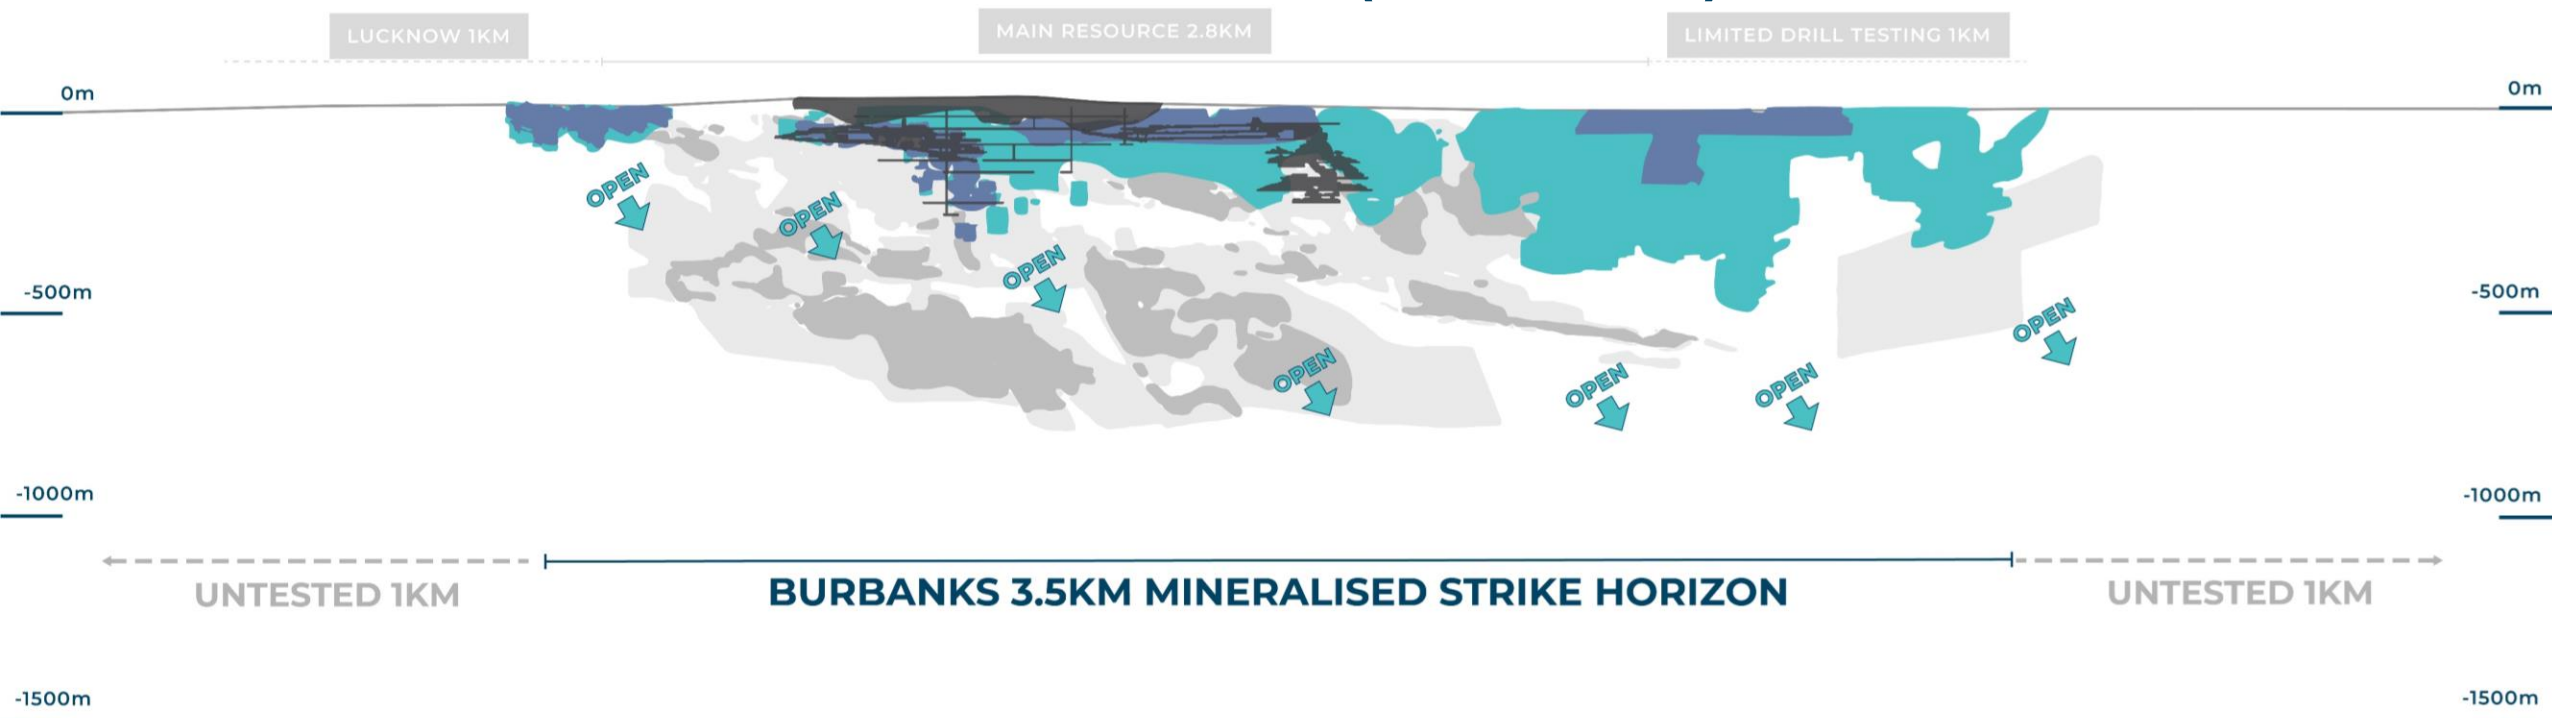 LUCKNOW 1KM
MAIN RESOURCE 2.8KM
LIMITED DRILL TESTING 1KM
0m
0m
OPEN
OPEN
OPEN
-500m
-500m
OPEN
OPEN
OPEN
OPEN
-1000m
-1000m
UNTESTED 1KM
BURBANKS 3.5KM MINERALISED STRIKE HORIZON
UNTESTED 1KM
-1500m
-1500m